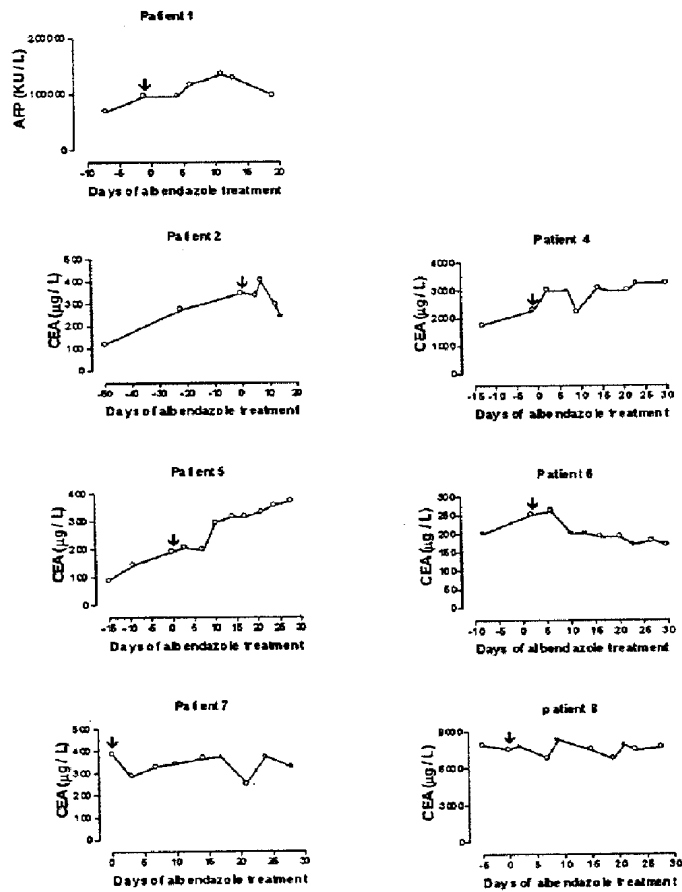 Patient 1
AFP (KU / L)
200000
100000
0
-10 -5 0 5 10 15 20
Days of albendazole treatment
Patient 2
CEA (µg / L)
500
400
300
200
100
0
-50 -40 -30 -20 -10 0 10 20
Days of albendazole treatment
Patient 4
CEA (µg / L)
4000
3000
2000
1000
0
-15 -10 -5 0 5 10 15 20 25 30
Days of albendazole treatment
Patient 5
CEA (µg / L)
400
300
200
100
0
-15 -10 -5 0 5 10 15 20 25 30
Days of albendazole treatment
Patient 6
CEA (µg / L)
300
250
200
150
100
50
0
-10 -5 0 5 10 15 20 25 30
Days of albendazole treatment
Patient 7
CEA (µg / L)
500
400
300
200
100
0
0 5 10 15 20 25 30
Days of albendazole treatment
patient 8
CEA (µg / L)
9000
6000
3000
0
-5 0 5 10 15 20 25 30
Days of albendazole treatment